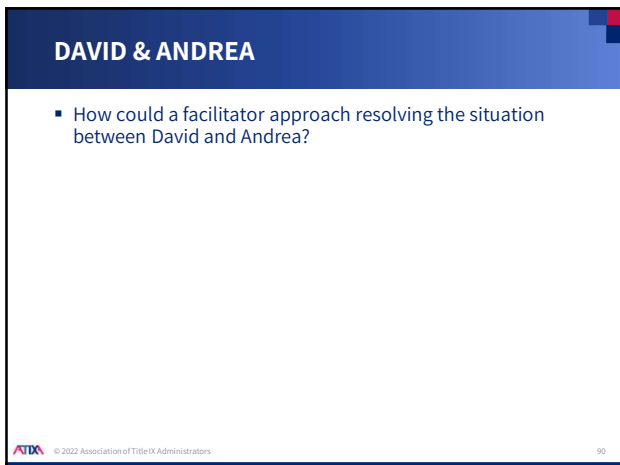 DAVID & ANDREA
▪ How could a facilitator approach resolving the situation
between David and Andrea?
ATIXA © 2022 Association of Title IX Administrators 90